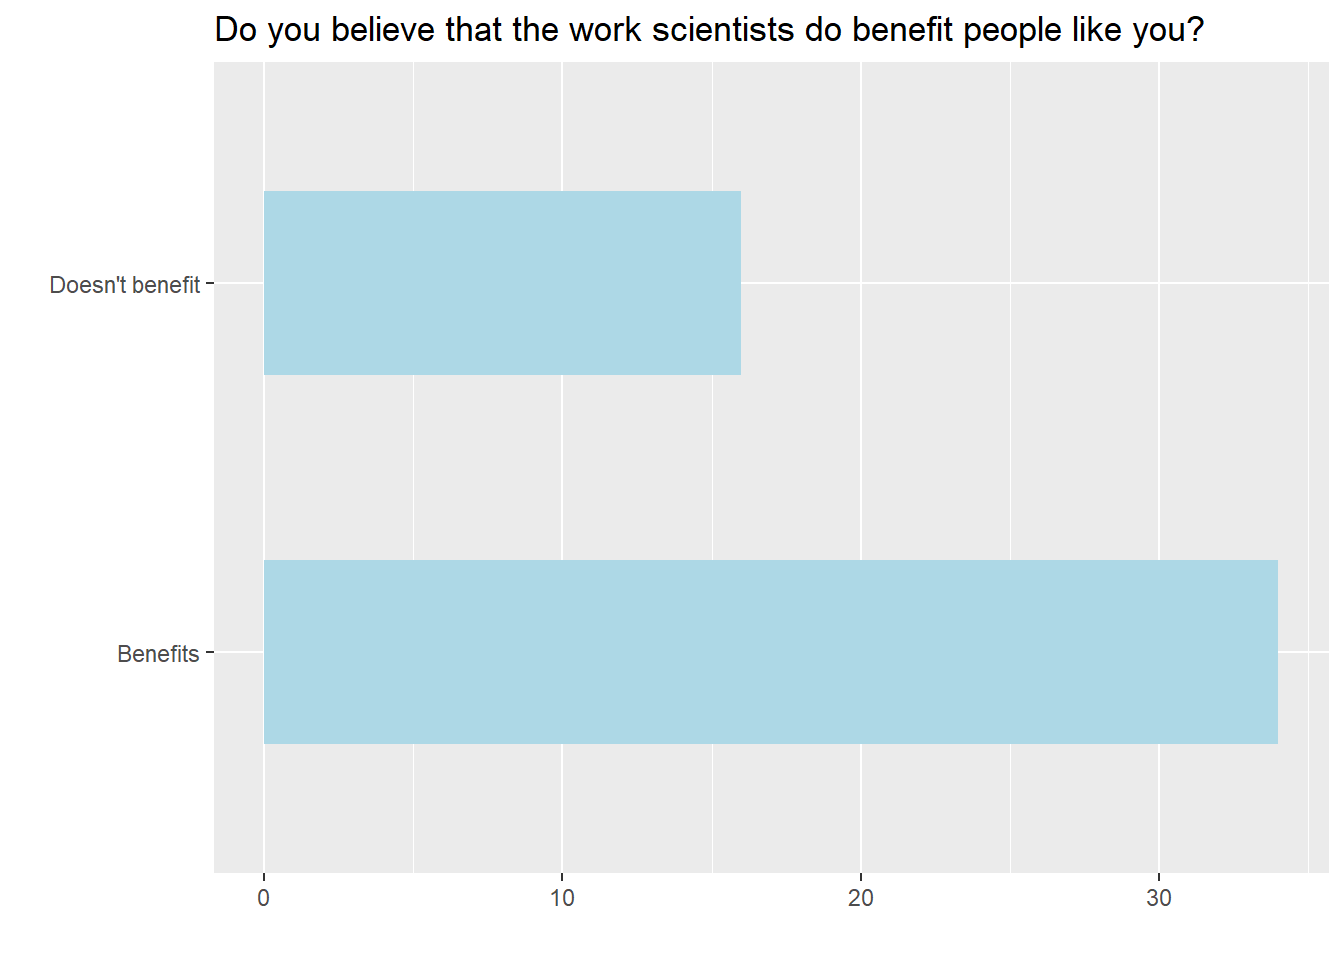 Do you believe that the work scientists do benefit people like you?
Doesn't benefit
Benefits
0 10 20 30